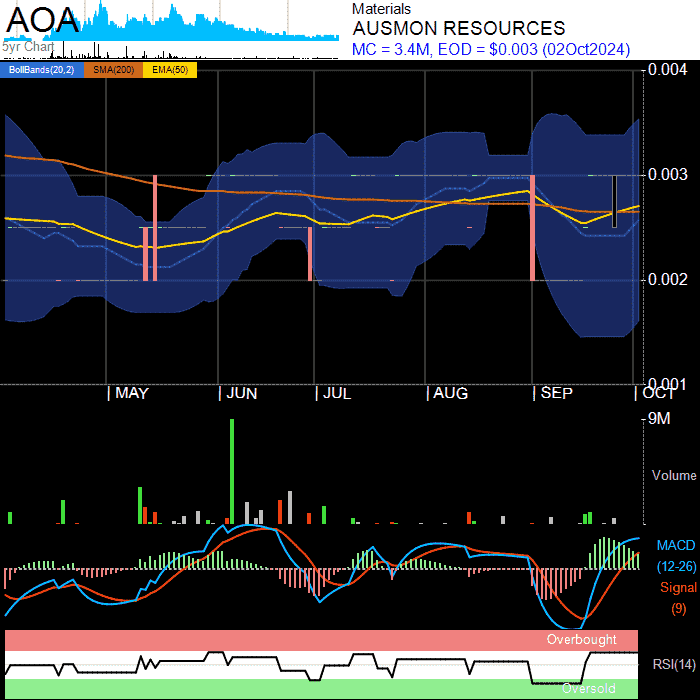 AOA
5yr Chart
Materials
AUSMON RESOURCES
MC = 3.4M, EOD = $0.003 (02Oct2024)
BollBands(20,2) SMA(200) EMA(50)
0.004
0.003
0.002
0.001
MAY JUN JUL AUG SEP OCT
9M
Volume
MACD
(12-26)
Signal
(9)
Overbought
RSI(14)
Oversold